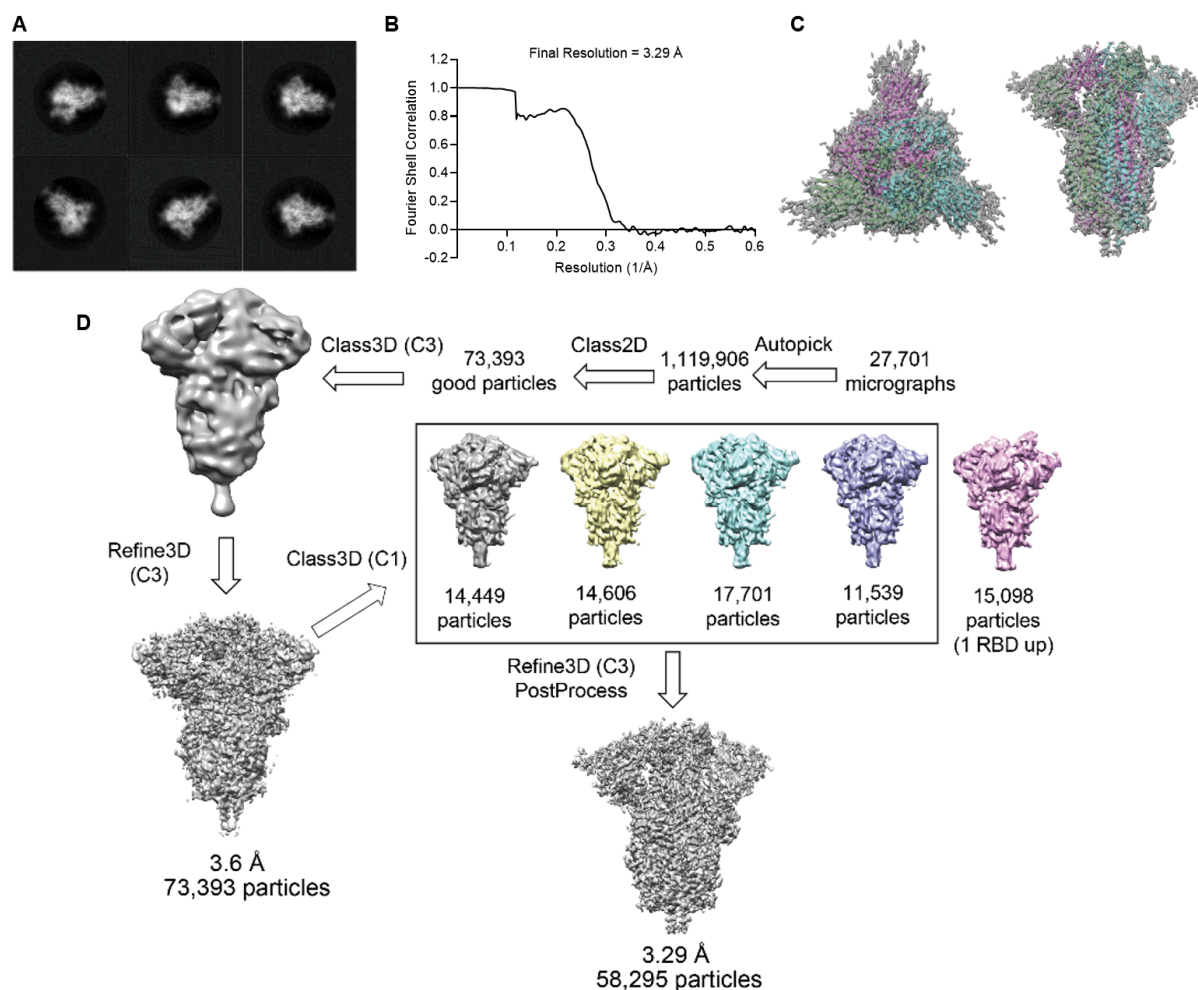 A
B
C
Final Resolution = 3.29 Å
1.2
1.0
0.8
0.6
0.4
0.2
0.0
-0.2
Fourier Shell Correlation
0.1
0.2
0.3
0.4
0.5
0.6
Resolution (1/Å)
D
Class3D (C3)
73,393
good particles
Class2D
1,119,906
particles
Autopick
27,701
micrographs
Refine3D
(C3)
Class3D (C1)
14,449
particles
14,606
particles
17,701
particles
11,539
particles
15,098
particles
(1 RBD up)
Refine3D (C3)
PostProcess
3.6 Å
73,393 particles
3.29 Å
58,295 particles